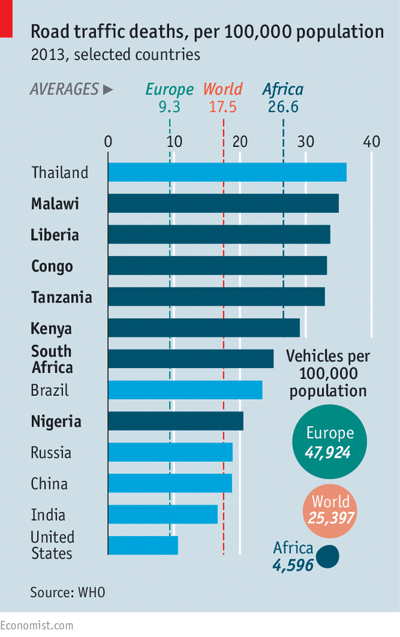 Road traffic deaths, per 100,000 population
2013, selected countries
AVERAGES ▶ Europe World Africa
9.3 17.5 26.6
0 10 20 30 40
Thailand
Malawi
Liberia
Congo
Tanzania
Kenya
South
Africa
Brazil
Nigeria
Russia
China
India
United
States
Vehicles per
100,000
population
Europe
47,924
World
25,397
Africa
4,596
Source: WHO
Economist.com